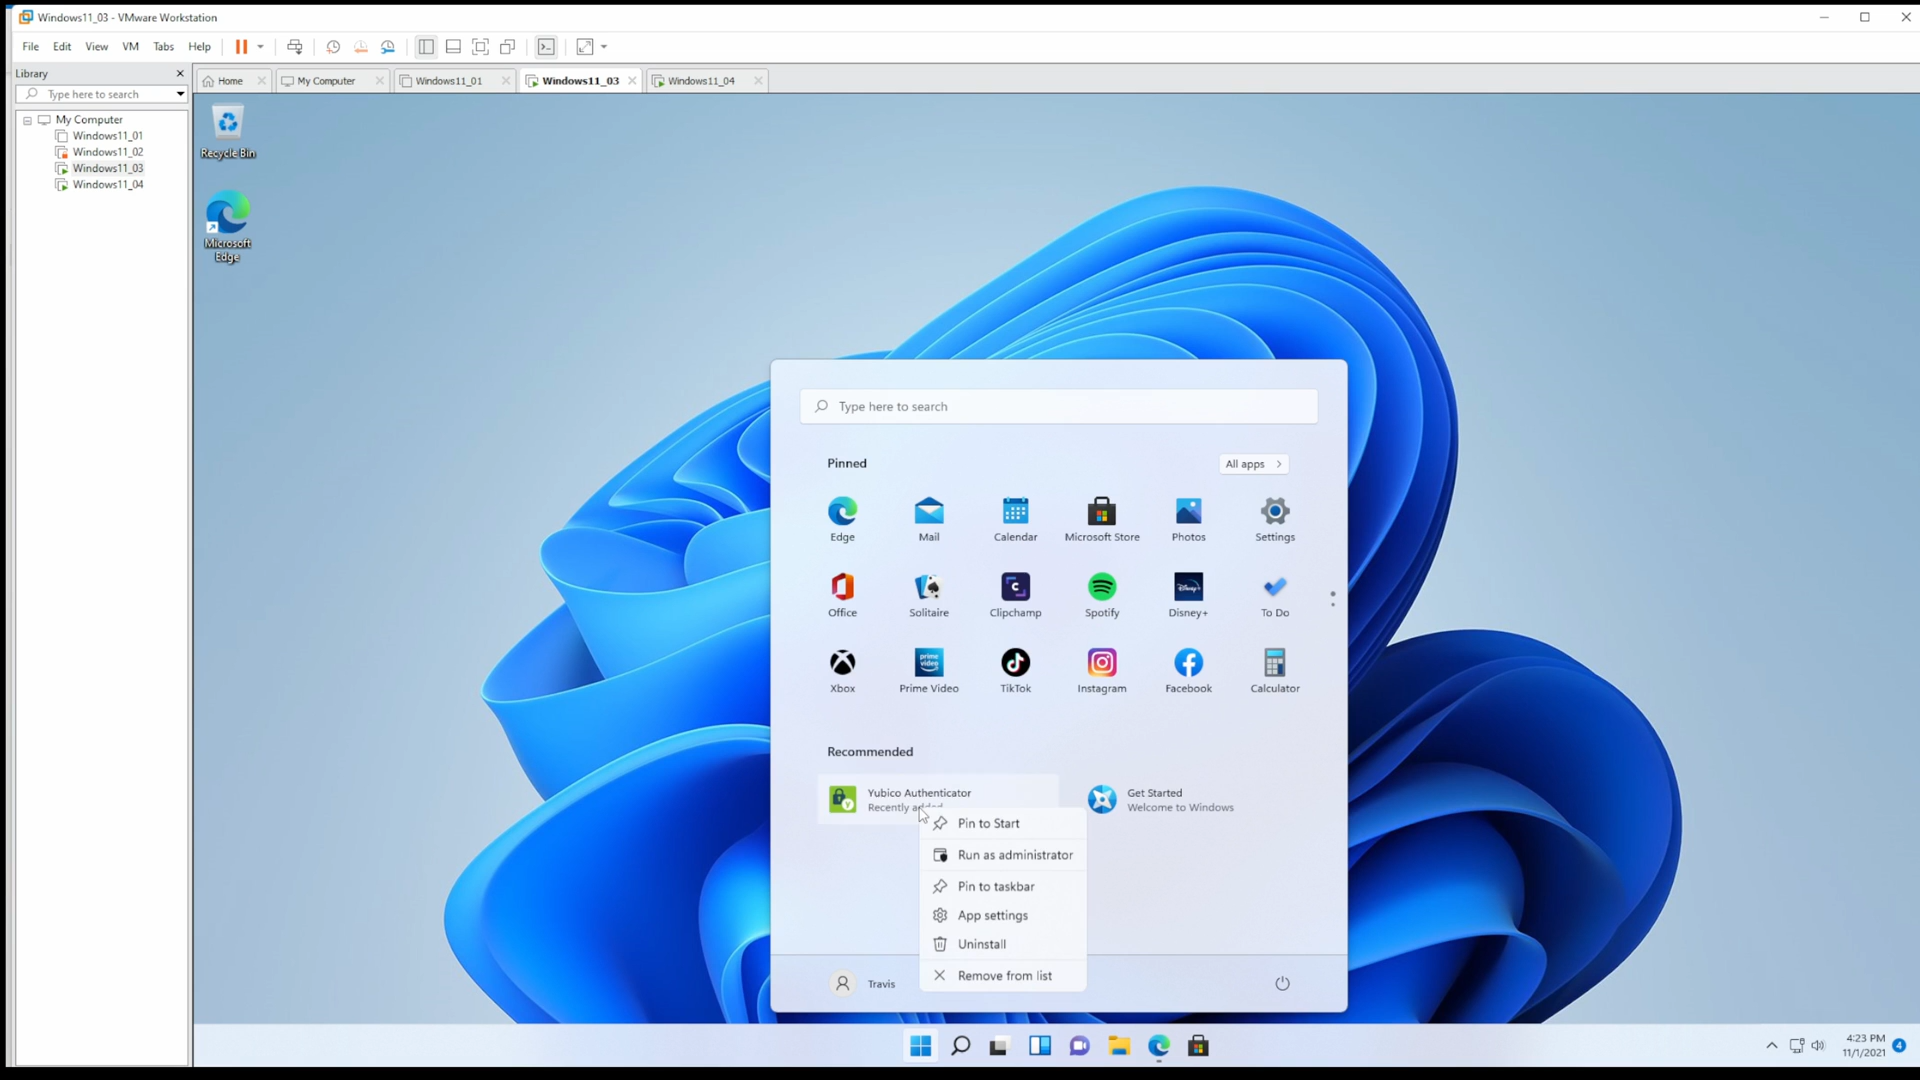 Windows11_03 - VMware Workstation
File Edit View VM Tabs Help
Library
Type here to search
My Computer
Windows11_01
Windows11_02
Windows11_03
Windows11_04
Home
My Computer
Windows11_01
Windows11_03
Windows11_04
Recycle Bin
Microsoft
Edge
Type here to search
Pinned
All apps
Edge
Mail
Calendar
Microsoft Store
Photos
Settings
Office
Solitaire
Clipchamp
Spotify
Disney+
To Do
Xbox
prime
video
Prime Video
TikTok
Instagram
Facebook
Calculator
Recommended
Yubico Authenticator
Recently added
Get Started
Welcome to Windows
Pin to Start
Run as administrator
Pin to taskbar
App settings
Uninstall
Remove from list
Travis
4:23 PM
11/1/2021
4